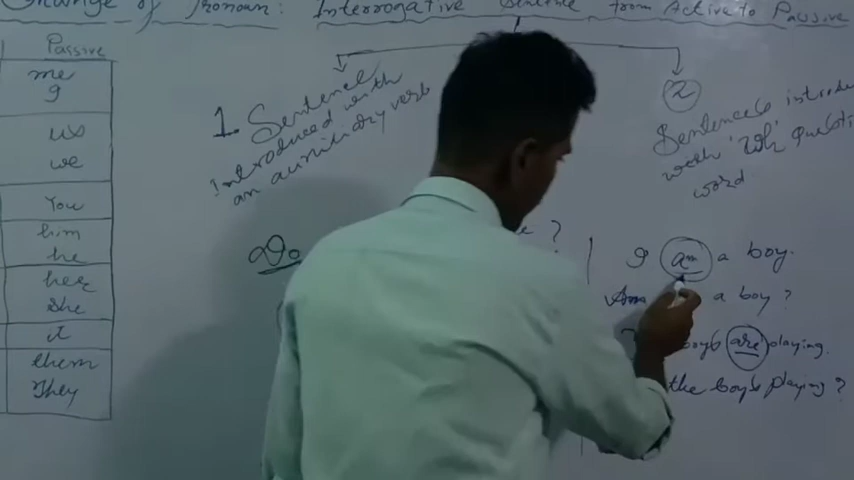 Change of Pronoun:
Interrogative Sentence from Active to Passive
Passive
me
I
us
we
You
him
he
her
She
it
them
They
1. Sentence
introduced with
an auxiliary verb
2
Sentences introduced
with 'Wh' question
word
Do
?
I am a boy.
Am a boy?
boys are playing.
the boys playing?